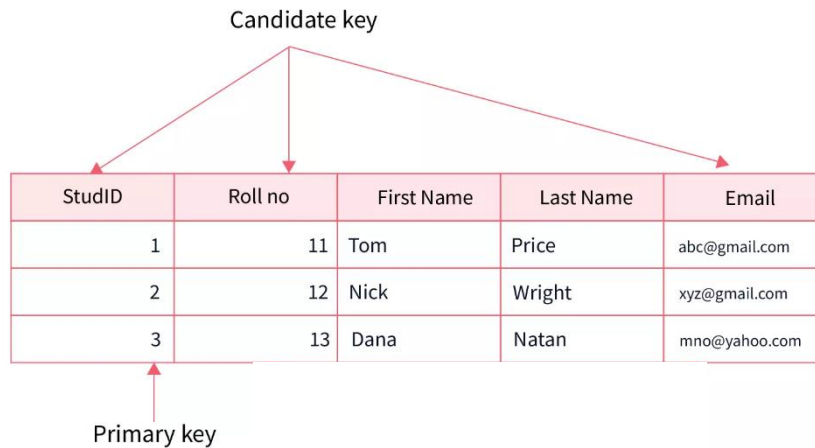 Candidate key
StudID Roll no First Name Last Name Email
1 11 Tom Price abc@gmail.com
2 12 Nick Wright xyz@gmail.com
3 13 Dana Natan mno@yahoo.com
Primary key